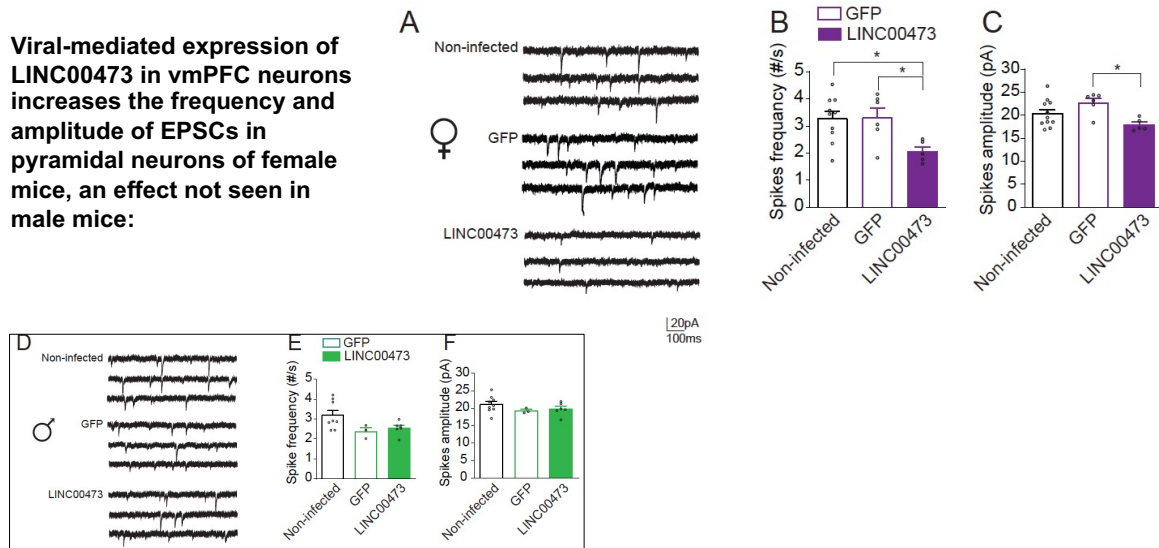 Viral-mediated expression of
LINC00473 in vmPFC neurons
increases the frequency and
amplitude of EPSCs in
pyramidal neurons of female
mice, an effect not seen in
male mice:
A
Non-infected
♀
GFP
LINC00473
20pA
100ms
B
GFP
LINC00473
Spikes frequancy (#/s)
5
4
3
2
1
0
*
*
Non-infected
GFP
LINC00473
C
Spikes amplitude (pA)
30
25
20
15
10
5
0
*
Non-infected
GFP
LINC00473
D
Non-infected
♂
GFP
LINC00473
E
GFP
LINC00473
Spike frequency (#/s)
5
4
3
2
1
0
Non-infected
GFP
LINC00473
F
Spikes amplitude (pA)
30
25
20
15
10
5
0
Non-infected
GFP
LINC00473